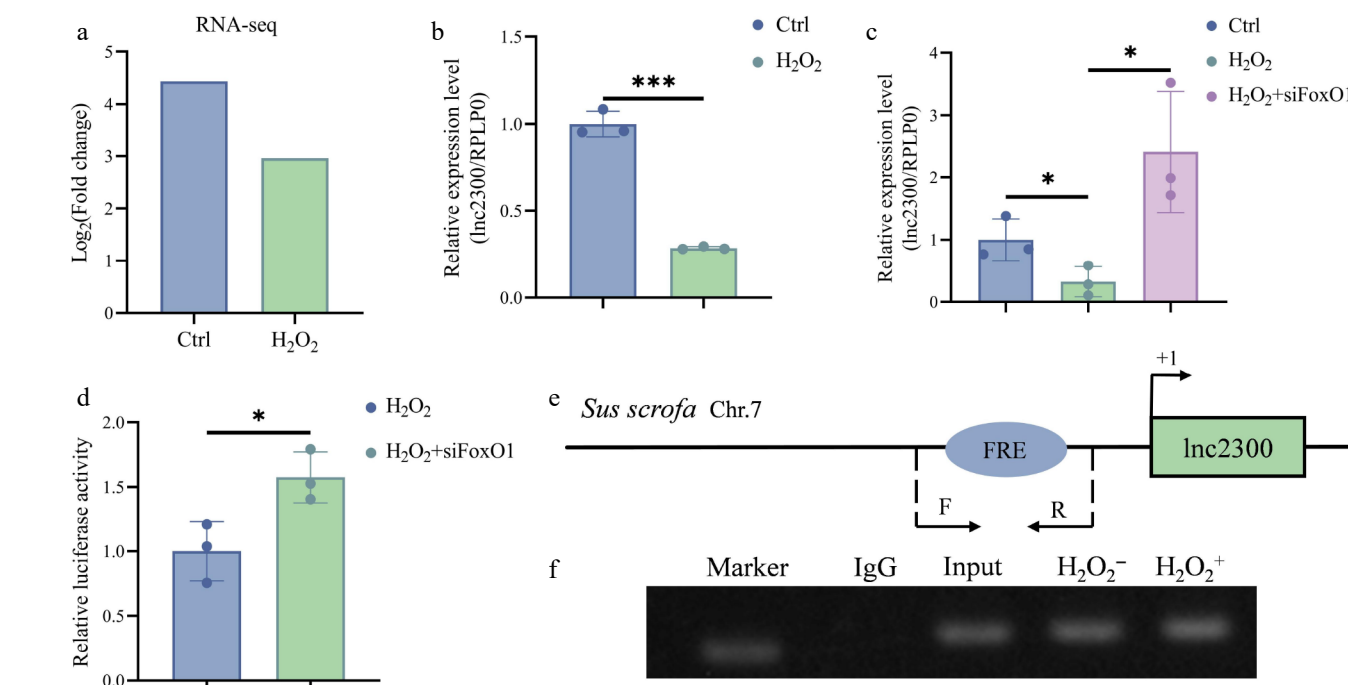 a
RNA-seq
Log₂(Fold change)
5
4
3
2
1
0
Ctrl
H₂O₂
b
Ctrl
H₂O₂
Relative expression level
(lnc2300/RPLP0)
1.5
1.0
0.5
0.0
***
c
Ctrl
H₂O₂
H₂O₂+siFoxO1
Relative expression level
(lnc2300/RPLP0)
4
3
2
1
0
*
*
d
H₂O₂
H₂O₂+siFoxO1
Relative luciferase activity
2.0
1.5
1.0
0.5
0.0
*
e
Sus scrofa Chr.7
+1
FRE
lnc2300
F
R
f
Marker IgG Input H₂O₂⁻ H₂O₂⁺